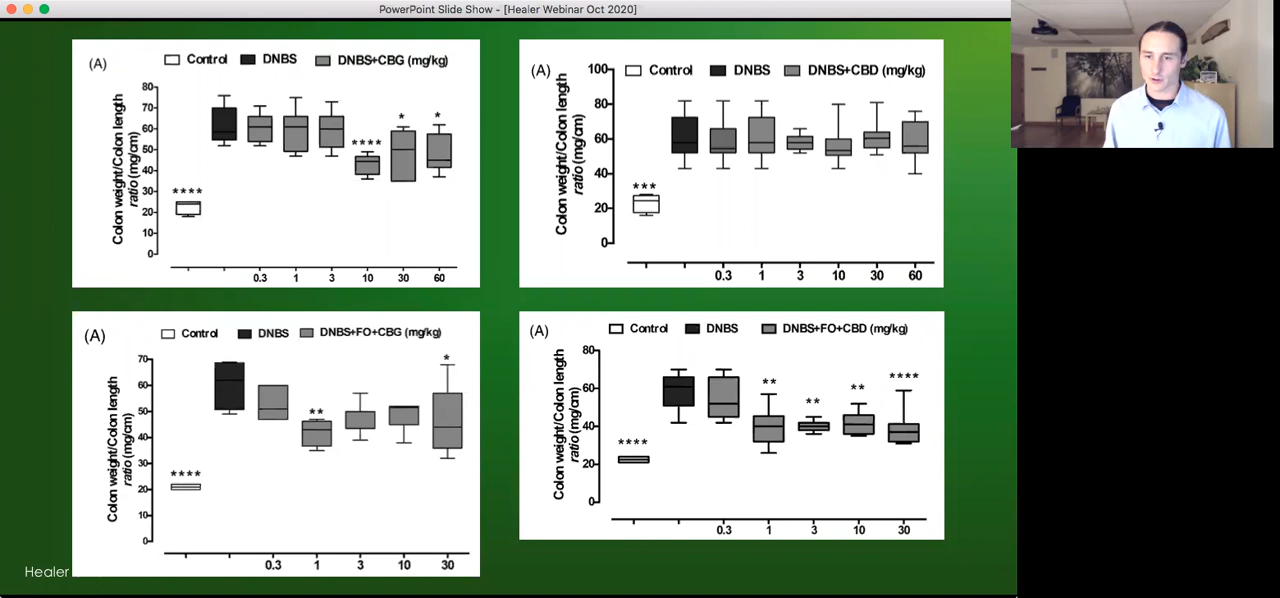 PowerPoint Slide Show - [Healer Webinar Oct 2020]
(A)
Control DNBS DNBS+CBG (mg/kg)
Colon weight/Colon length
ratio (mg/cm)
80
70
60
50
40
30
20
10
0
****
****
*
*
0.3 1 3 10 30 60
(A)
Control DNBS DNBS+CBD (mg/kg)
Colon weight/Colon length
ratio (mg/cm)
100
80
60
40
20
0
***
0.3 1 3 10 30 60
(A)
Control DNBS DNBS+FO+CBG (mg/kg)
Colon weight/Colon length
ratio (mg/cm)
70
60
50
40
30
20
10
0
****
**
*
0.3 1 3 10 30
(A)
Control DNBS DNBS+FO+CBD (mg/kg)
Colon weight/Colon length
ratio (mg/cm)
80
60
40
20
0
****
**
**
**
****
0.3 1 3 10 30
Healer